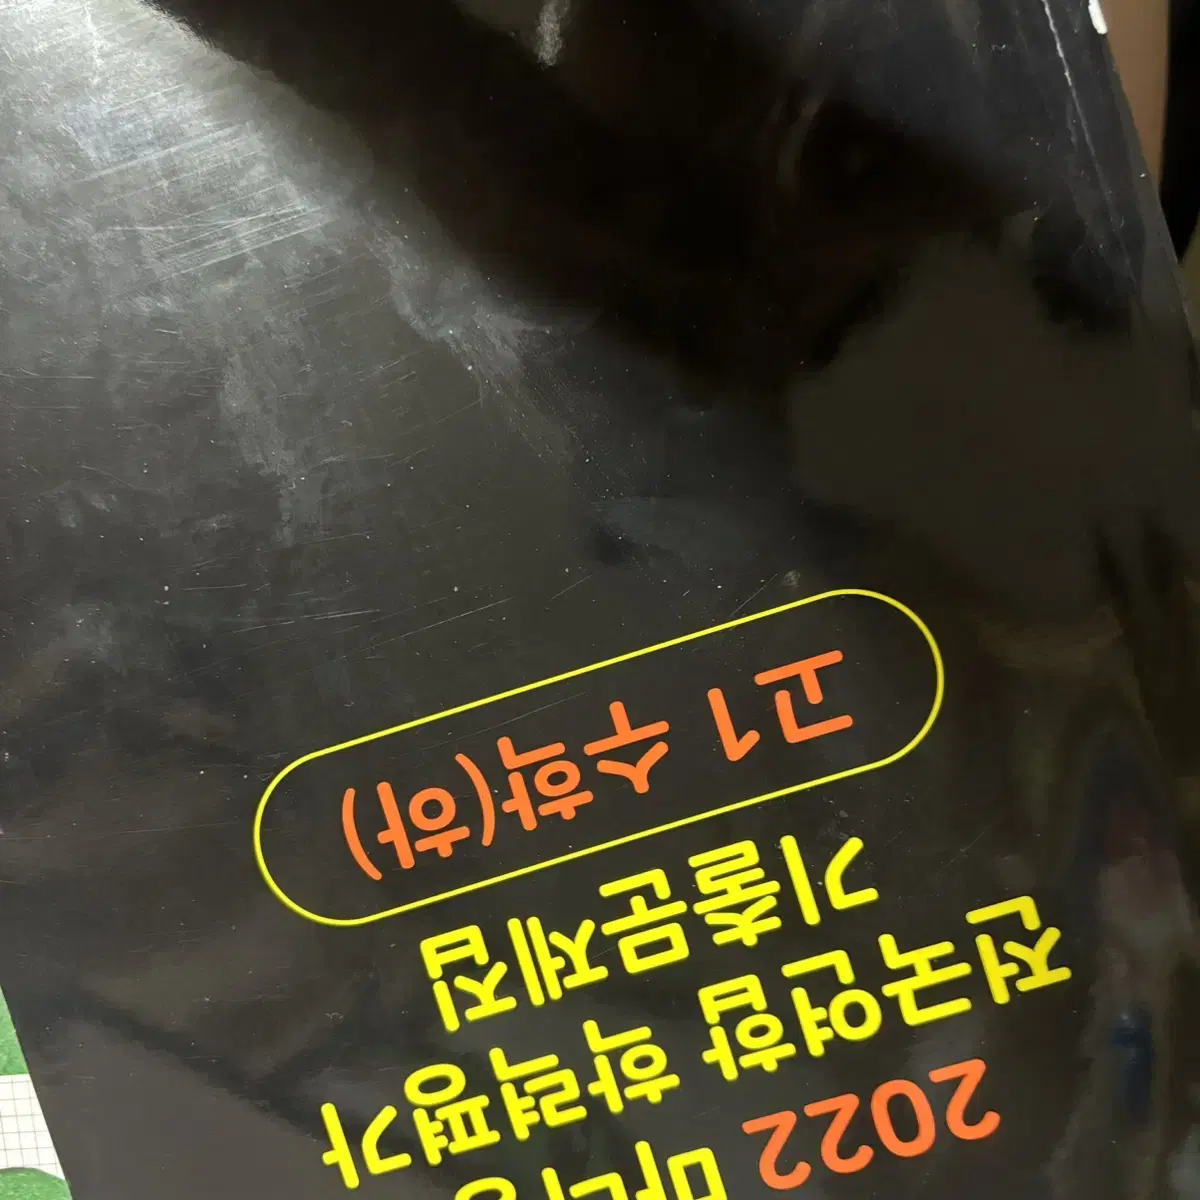 2022
전국연합 학력평가
기출문제집
고1 수학(하)